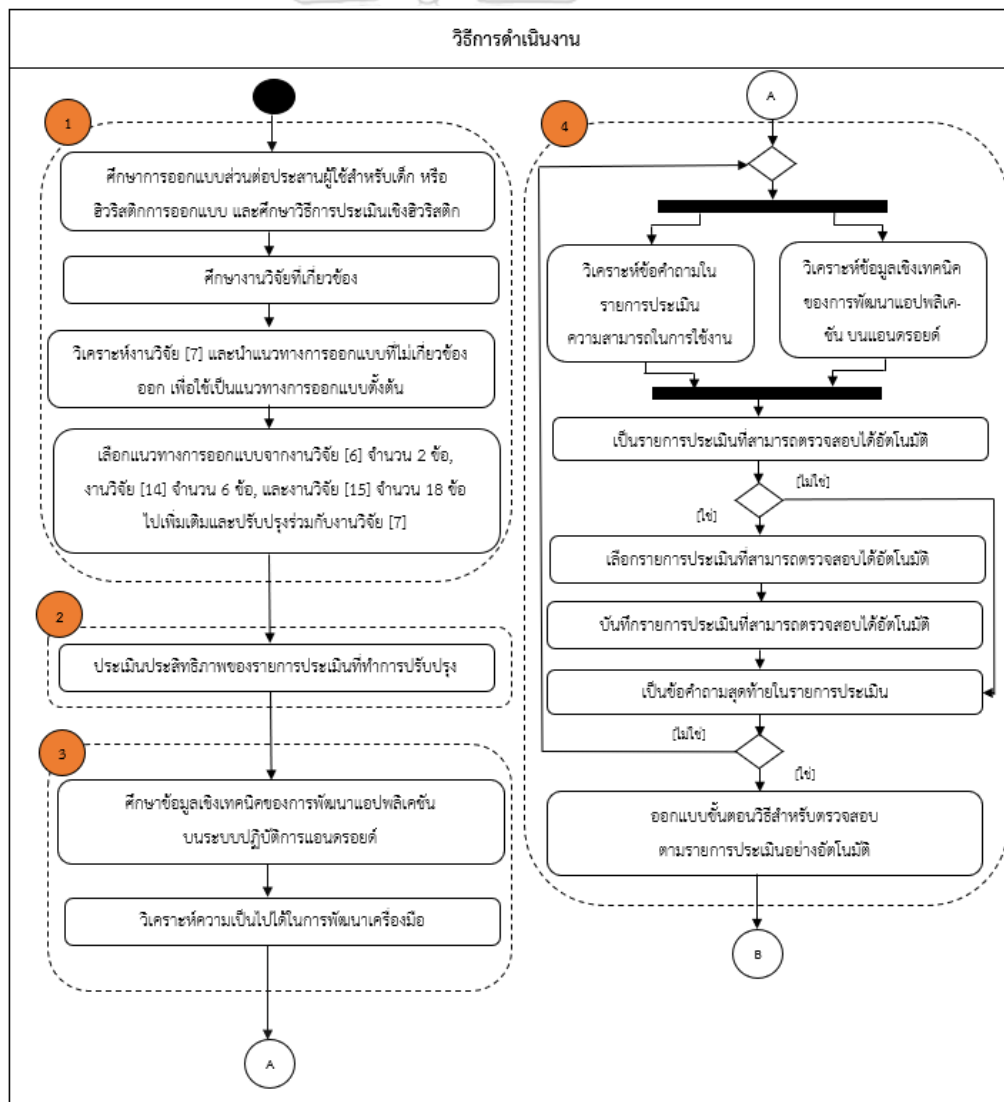 วิธีการดำเนินงาน
1
ศึกษาการออกแบบส่วนต่อประสานผู้ใช้สำหรับเด็ก หรือ
ฮิวริสติกการออกแบบ และศึกษาวิธีการประเมินเชิงฮิวริสติก
ศึกษางานวิจัยที่เกี่ยวข้อง
วิเคราะห์งานวิจัย [7] และนำแนวทางการออกแบบที่ไม่เกี่ยวข้อง
ออก เพื่อใช้เป็นแนวทางการออกแบบตั้งต้น
เลือกแนวทางการออกแบบจากงานวิจัย [6] จำนวน 2 ข้อ,
งานวิจัย [14] จำนวน 6 ข้อ, และงานวิจัย [15] จำนวน 18 ข้อ
ไปเพิ่มเติมและปรับปรุงร่วมกับงานวิจัย [7]
2
ประเมินประสิทธิภาพของรายการประเมินที่ทำการปรับปรุง
3
ศึกษาข้อมูลเชิงเทคนิคของการพัฒนาแอปพลิเคชัน
บนระบบปฏิบัติการแอนดรอยด์
วิเคราะห์ความเป็นไปได้ในการพัฒนาเครื่องมือ
A
A
4
วิเคราะห์ข้อคำถามใน
รายการประเมิน
ความสามารถในการใช้งาน
วิเคราะห์ข้อมูลเชิงเทคนิค
ของการพัฒนาแอปพลิเค-
ชัน บนแอนดรอยด์
เป็นรายการประเมินที่สามารถตรวจสอบได้อัตโนมัติ
[ไม่ใช่]
[ใช่]
เลือกรายการประเมินที่สามารถตรวจสอบได้อัตโนมัติ
บันทึกรายการประเมินที่สามารถตรวจสอบได้อัตโนมัติ
เป็นข้อคำถามสุดท้ายในรายการประเมิน
[ไม่ใช่]
[ใช่]
ออกแบบขั้นตอนวิธีสำหรับตรวจสอบ
ตามรายการประเมินอย่างอัตโนมัติ
B